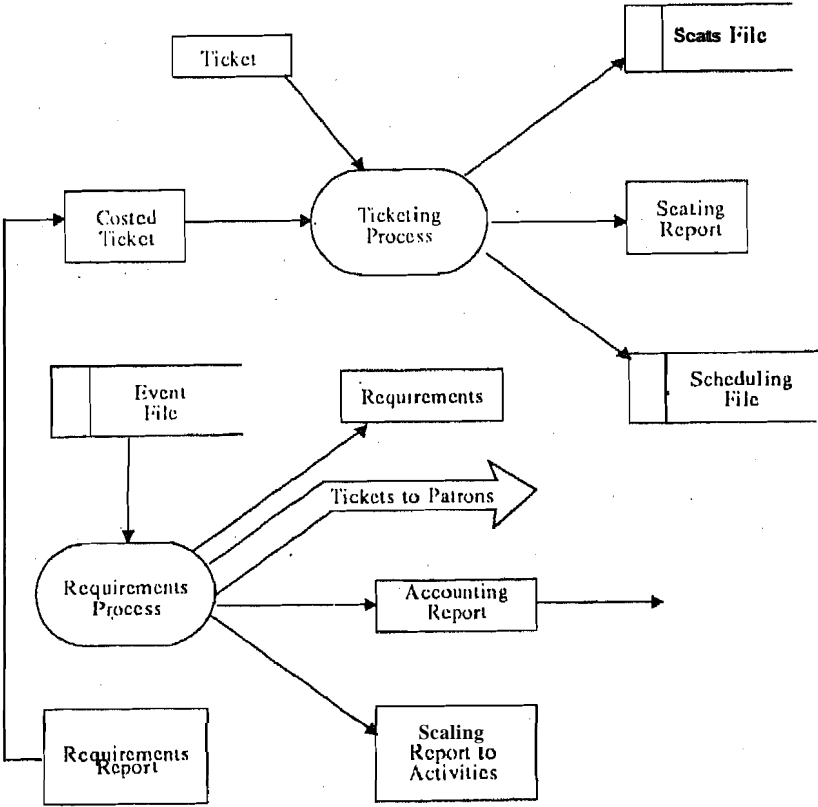 Seats File
Ticket
Costed
Ticket
Ticketing
Process
Seating
Report
Event
File
Requirements
Scheduling
File
Tickets to Patrons
Requirements
Process
Accounting
Report
Requirements
Report
Scaling
Report to
Activities